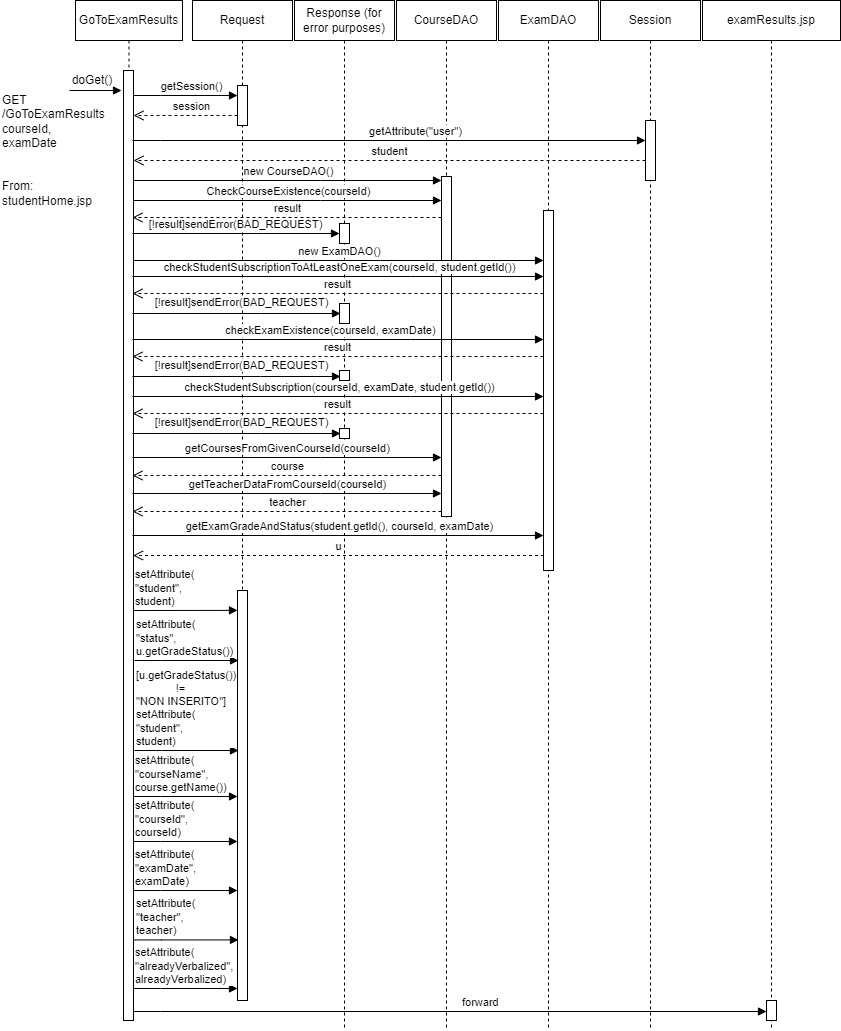 GoToExamResults
Request
Response (for
error purposes)
CourseDAO
ExamDAO
Session
examResults.jsp
doGet()
GET
/GoToExamResults
courseId,
examDate
From:
studentHome.jsp
getSession()
session
getAttribute("user")
student
new CourseDAO()
CheckCourseExistence(courseId)
result
[!result]sendError(BAD_REQUEST)
new ExamDAO()
checkStudentSubscriptionToAtLeastOneExam(courseId, student.getId())
result
[!result]sendError(BAD_REQUEST)
checkExamExistence(courseId, examDate)
result
[!result]sendError(BAD_REQUEST)
checkStudentSubscription(courseId, examDate, student.getId())
result
[!result]sendError(BAD_REQUEST)
getCoursesFromGivenCourseId(courseId)
course
getTeacherDataFromCourseId(courseId)
teacher
getExamGradeAndStatus(student.getId(), courseId, examDate)
u
setAttribute(
"student",
student)
setAttribute(
"status",
u.getGradeStatus())
[u.getGradeStatus())
!=
"NON INSERITO"]
setAttribute(
"student",
student)
setAttribute(
"courseName",
course.getName())
setAttribute(
"courseId",
courseId)
setAttribute(
"examDate",
examDate)
setAttribute(
"teacher",
teacher)
setAttribute(
"alreadyVerbalized",
alreadyVerbalized)
forward